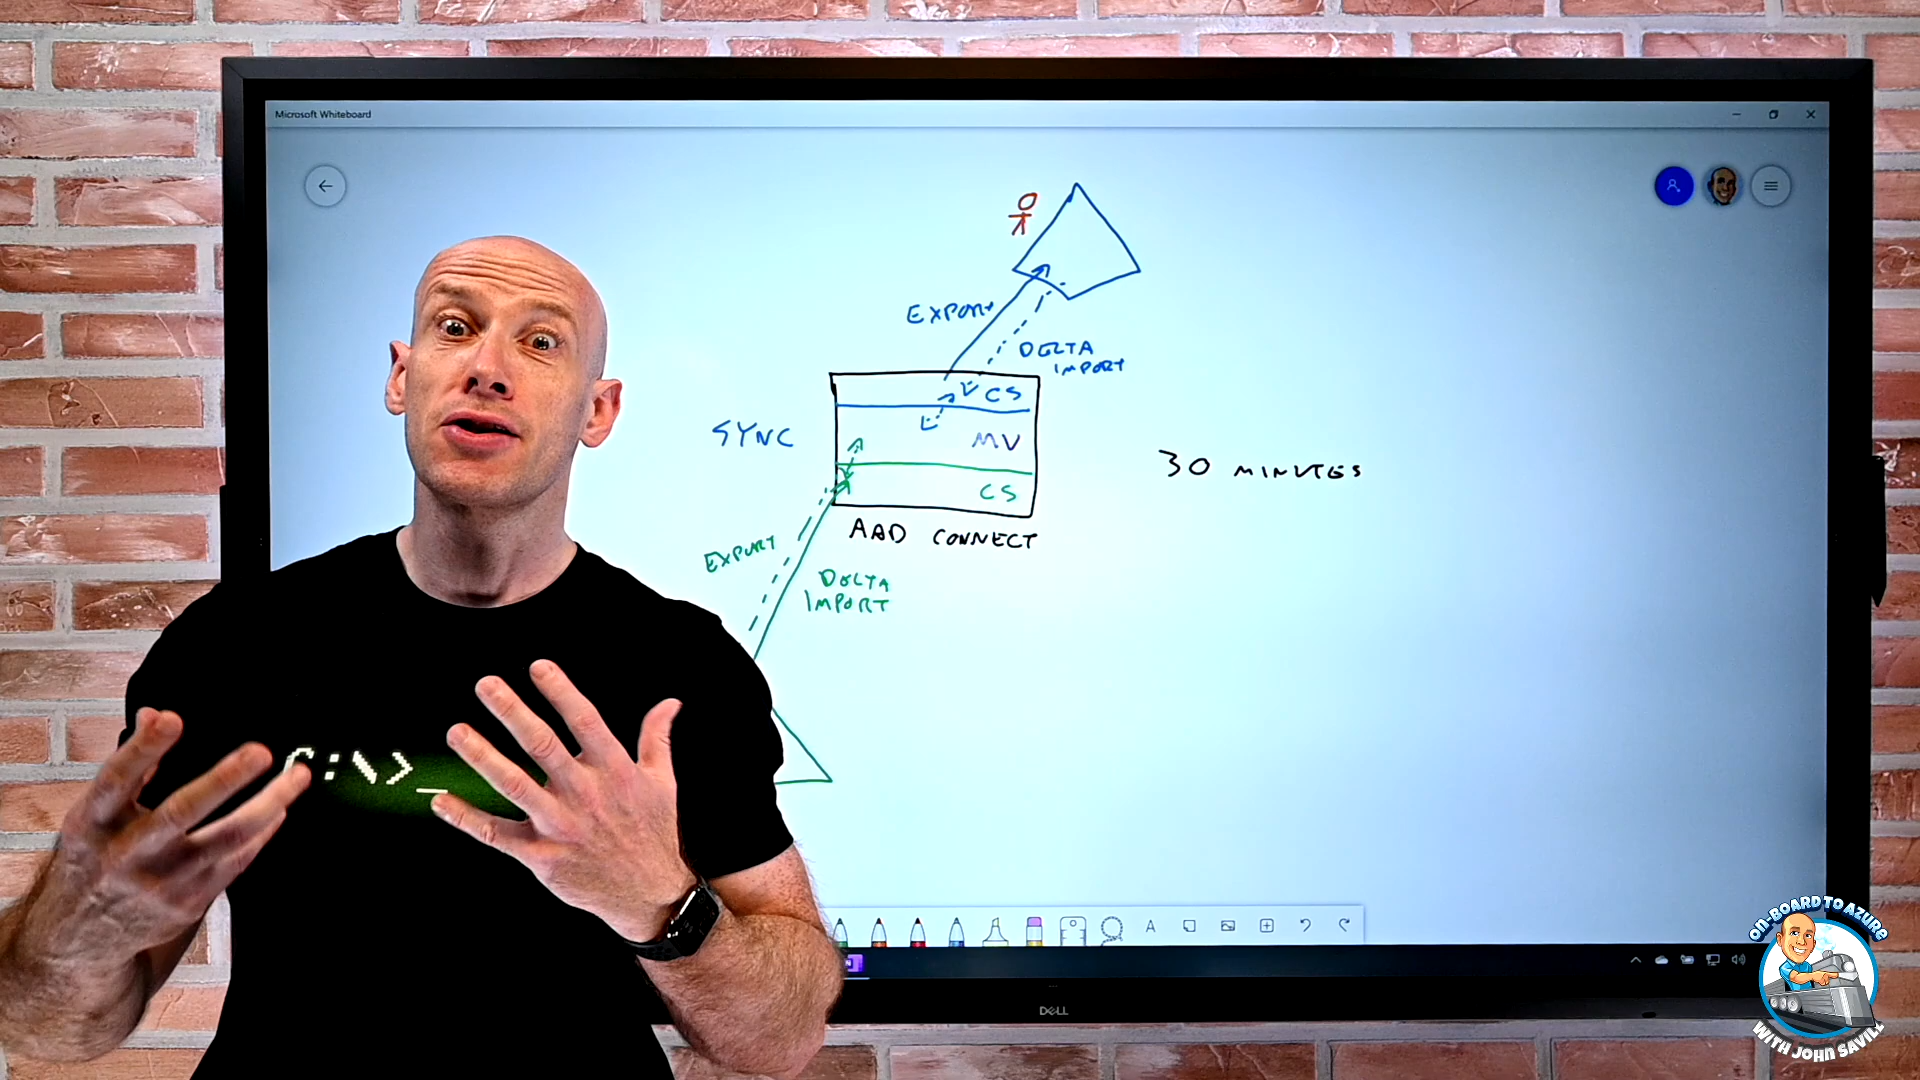 Microsoft Whiteboard
EXPORT
DELTA
IMPORT
CS
SYNC
MV
30 MINUTES
CS
AAD CONNECT
EXPORT
DELTA
IMPORT
C:\>_
A
DELL
ON-BOARD TO AZURE
WITH JOHN SAVILL